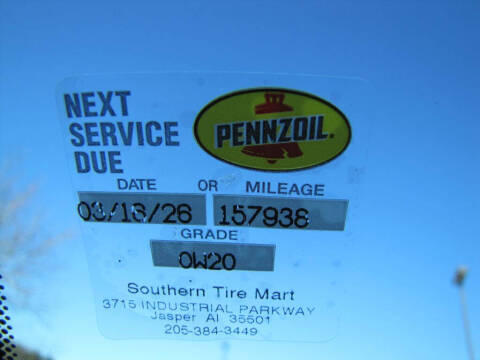 NEXT
SERVICE
DUE
PENNZOIL.
DATE OR MILEAGE
03/18/26 157938
GRADE
0W20
Southern Tire Mart
3715 INDUSTRIAL PARKWAY
Jasper Al 35501
205-384-3449